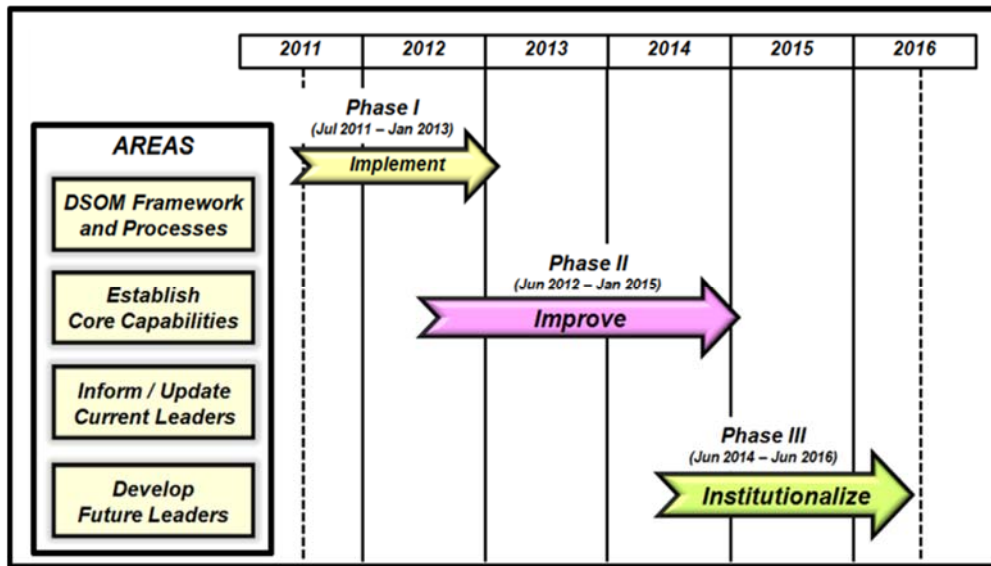 2011 2012 2013 2014 2015 2016
Phase I
(Jul 2011 – Jan 2013)
Implement
AREAS
DSOM Framework
and Processes
Establish
Core Capabilities
Inform / Update
Current Leaders
Develop
Future Leaders
Phase II
(Jun 2012 – Jan 2015)
Improve
Phase III
(Jun 2014 – Jun 2016)
Institutionalize